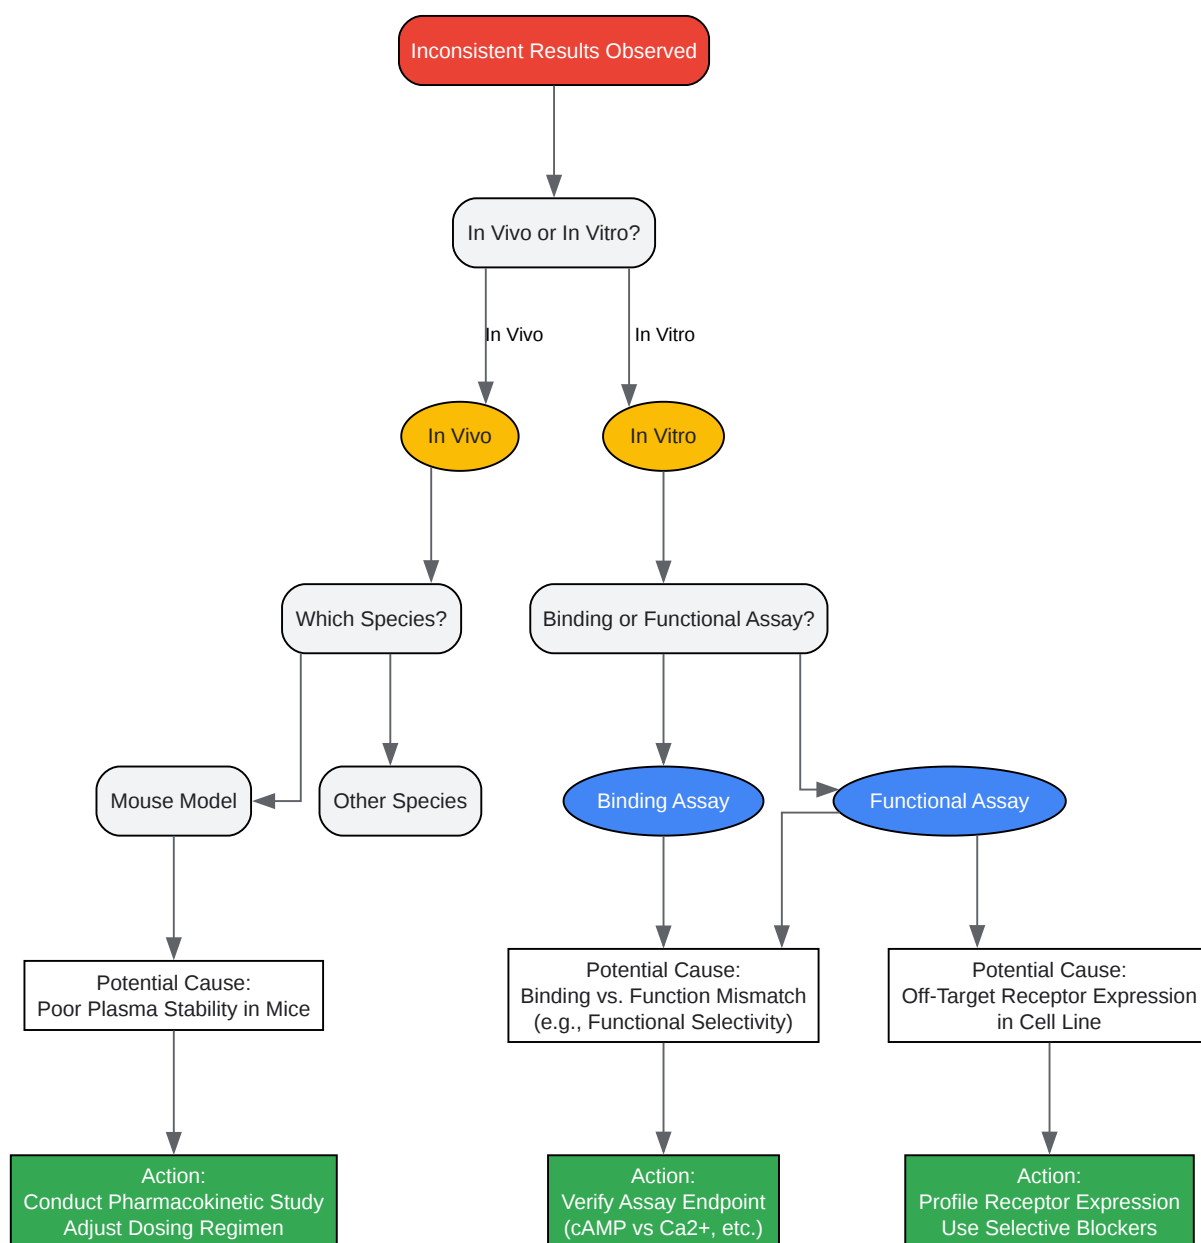 Inconsistent Results Observed
In Vivo or In Vitro?
In Vivo
In Vitro
In Vivo
In Vitro
Which Species?
Binding or Functional Assay?
Mouse Model
Other Species
Binding Assay
Functional Assay
Potential Cause:
Poor Plasma Stability in Mice
Potential Cause:
Binding vs. Function Mismatch
(e.g., Functional Selectivity)
Potential Cause:
Off-Target Receptor Expression
in Cell Line
Action:
Conduct Pharmacokinetic Study
Adjust Dosing Regimen
Action:
Verify Assay Endpoint
(cAMP vs Ca2+, etc.)
Action:
Profile Receptor Expression
Use Selective Blockers